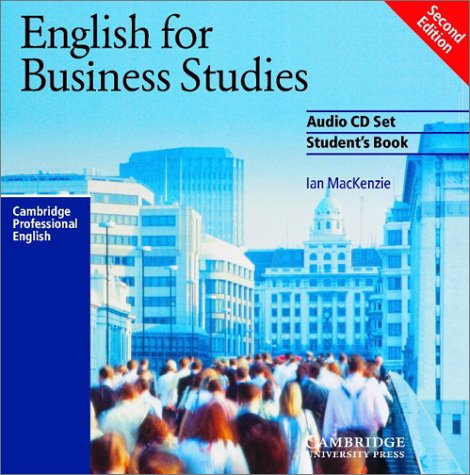 English for
Business Studies
Second
Edition
Audio CD Set
Student's Book
Ian MacKenzie
Cambridge
Professional
English
CAMBRIDGE
UNIVERSITY PRESS